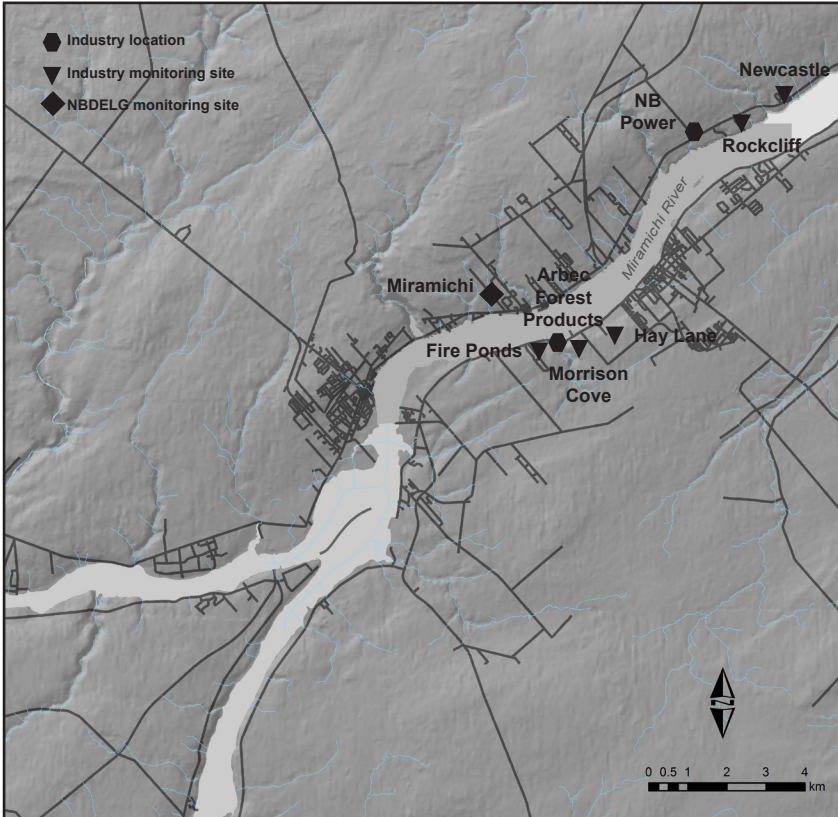 Industry location
Industry monitoring site
NBDELG monitoring site
Newcastle
NB
Power
Rockcliff
Miramichi River
Miramichi
Arbec
Forest
Products
Fire Ponds
Hay Lane
Morrison
Cove
N
0 0.5 1 2 3 4
km